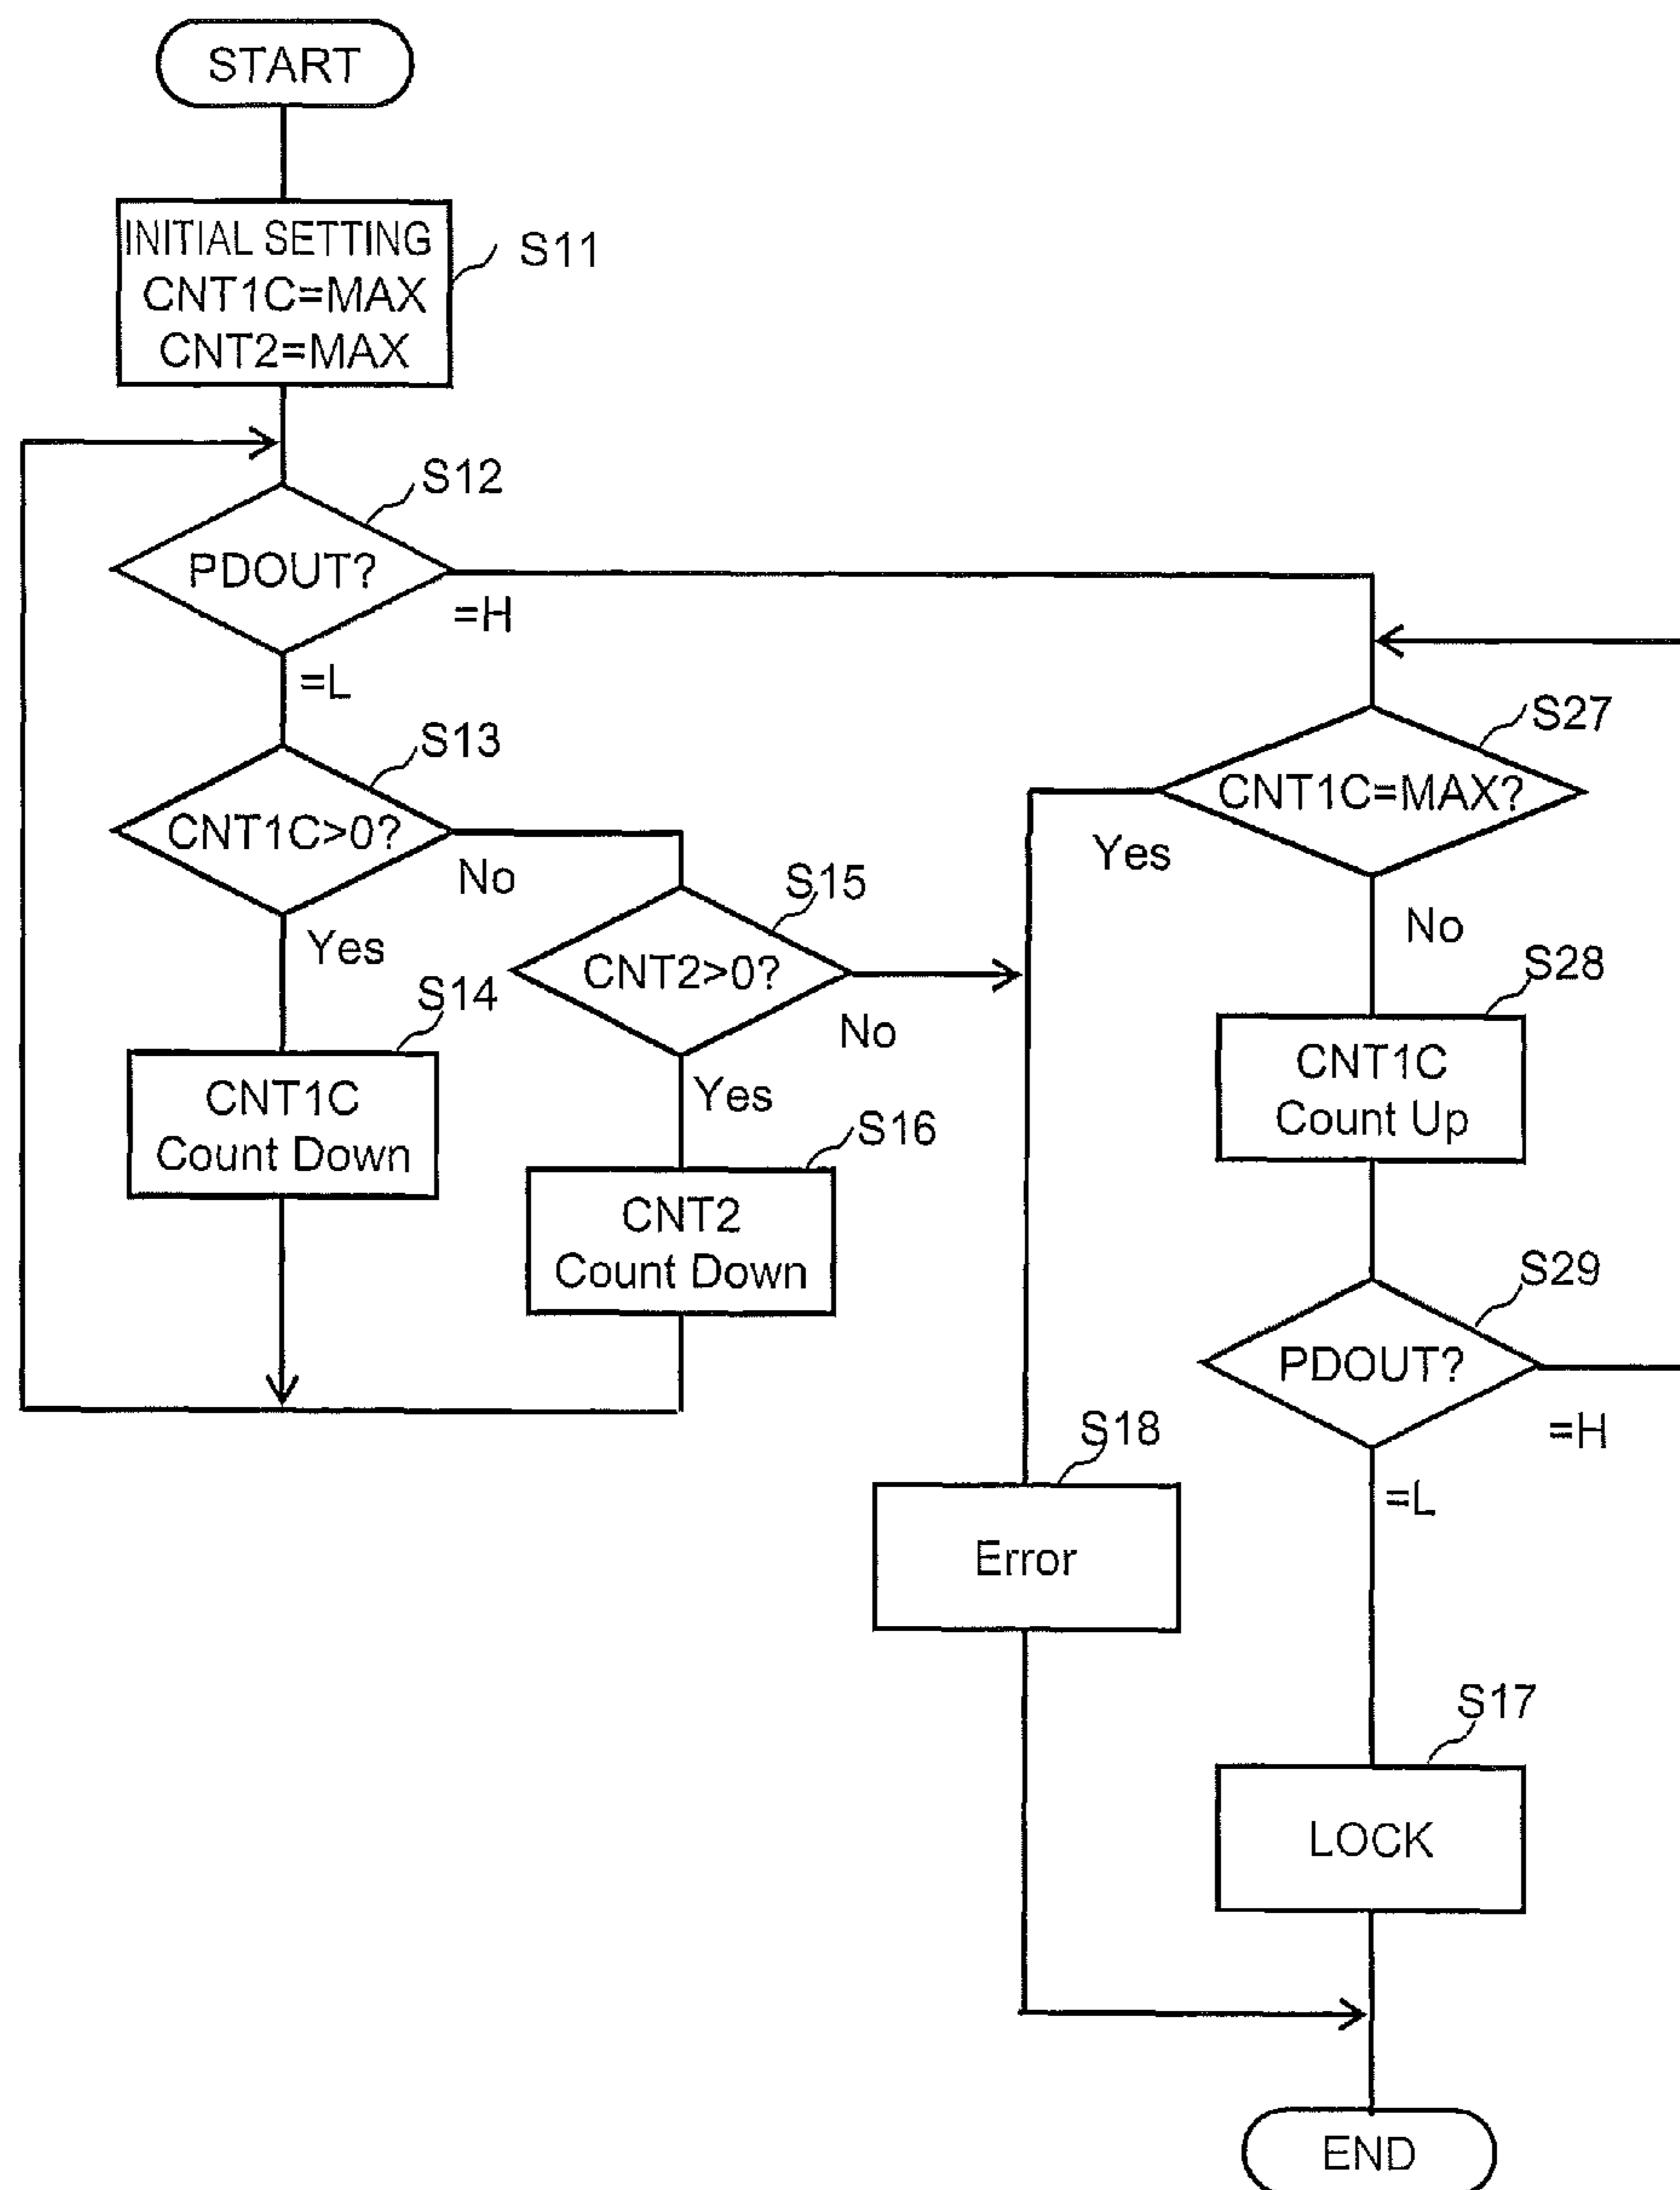 START
INITIAL SETTING
CNT1C=MAX
CNT2=MAX
S11
S12
PDOUT?
=H
=L
S13
CNT1C>0?
No
Yes
S14
CNT1C
Count Down
S15
CNT2>0?
No
Yes
S16
CNT2
Count Down
S27
CNT1C=MAX?
Yes
No
S28
CNT1C
Count Up
S29
PDOUT?
=H
=L
S18
Error
S17
LOCK
END